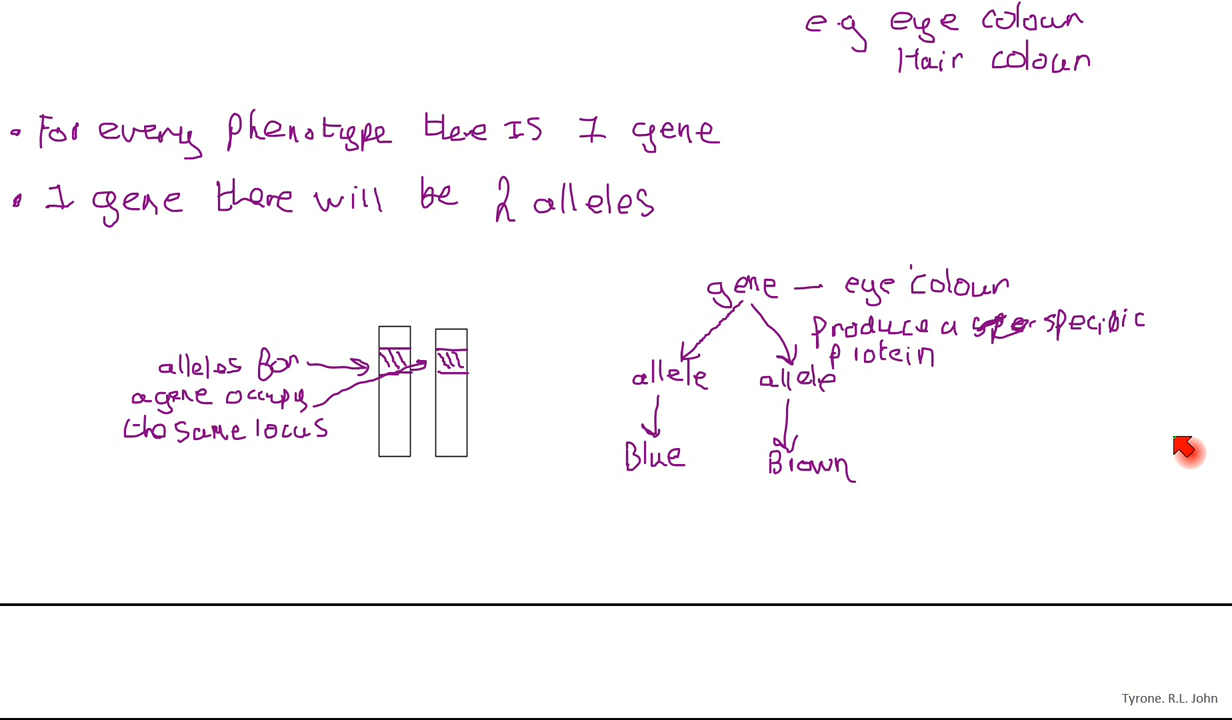 e.g eye colour
Hair colour
• For every phenotype there is 1 gene
• 1 gene there will be 2 alleles
gene – eye colour
produce a specific
protein
alleles for
a gene occupy
the same locus
allele allele
Blue Brown
Tyrone. R.L. John